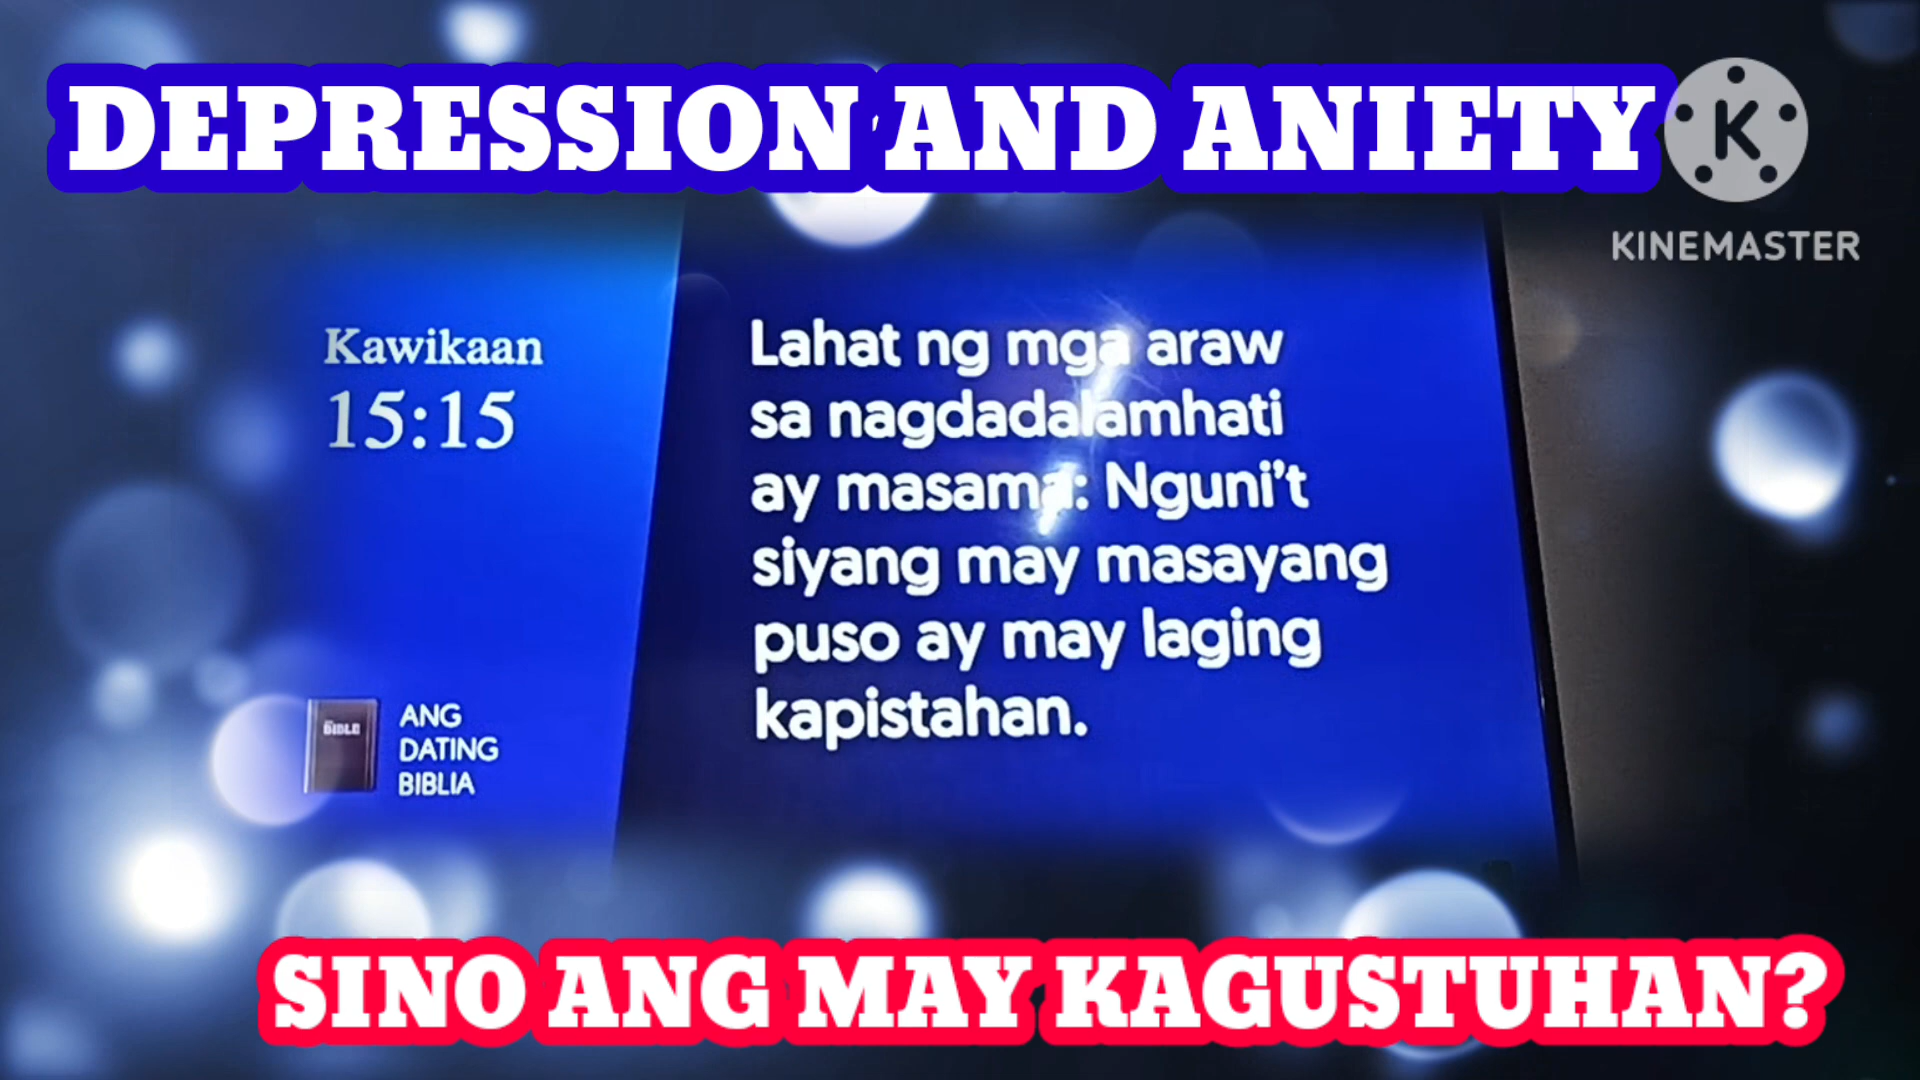 DEPRESSION AND ANIETY
K
KINEMASTER
Kawikaan
15:15
Lahat ng mga araw
sa nagdadalamhati
ay masama: Nguni't
siyang may masayang
puso ay may laging
kapistahan.
BIBLE
ANG
DATING
BIBLIA
SINO ANG MAY KAGUSTUHAN?